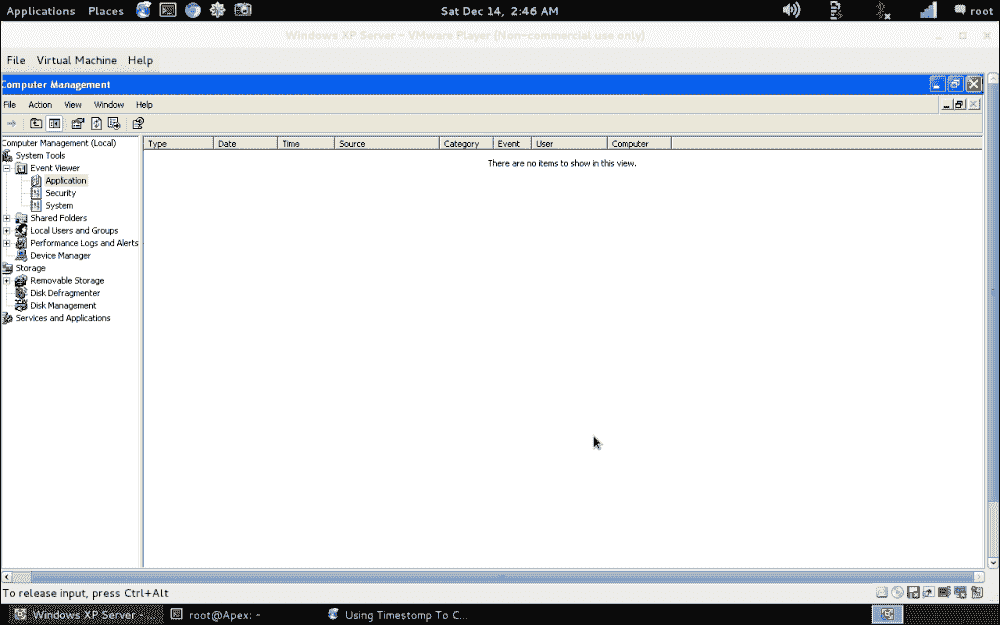 Applications Places Sat Dec 14, 2:46 AM root
Windows XP Server - VMware Player (Non-commercial use only)
File Virtual Machine Help
Computer Management
File Action View Window Help
Computer Management (Local)
System Tools
Event Viewer
Application
Security
System
Shared Folders
Local Users and Groups
Performance Logs and Alerts
Device Manager
Storage
Removable Storage
Disk Defragmenter
Disk Management
Services and Applications
Type Date Time Source Category Event User Computer
There are no items to show in this view.
To release input, press Ctrl+Alt
Windows XP Server - ... root@Apex: ~ Using Timestomp To C...